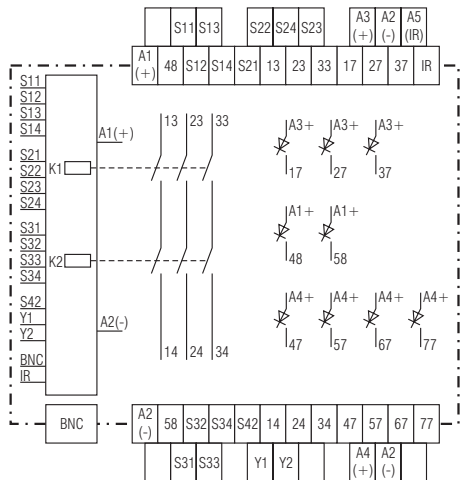 S11 S13 S22 S24 S23 A3 (+) A2 (-) A5 (IR)
A1 (+) 48 S12 S14 S21 13 23 33 17 27 37 IR
S11
S12
S13
S14
A1(+)
S21
K1
S22
S23
S24
S31
S32
K2
S33
S34
S42
Y1
A2(-)
Y2
BNC
IR
13 23 33
A3+ A3+ A3+
17 27 37
A1+ A1+
48 58
A4+ A4+ A4+ A4+
14 24 34
47 57 67 77
BNC
A2 (-) 58 S32 S34 S42 14 24 34 47 57 67 77
S31 S33 Y1 Y2 A4 (+) A2 (-)